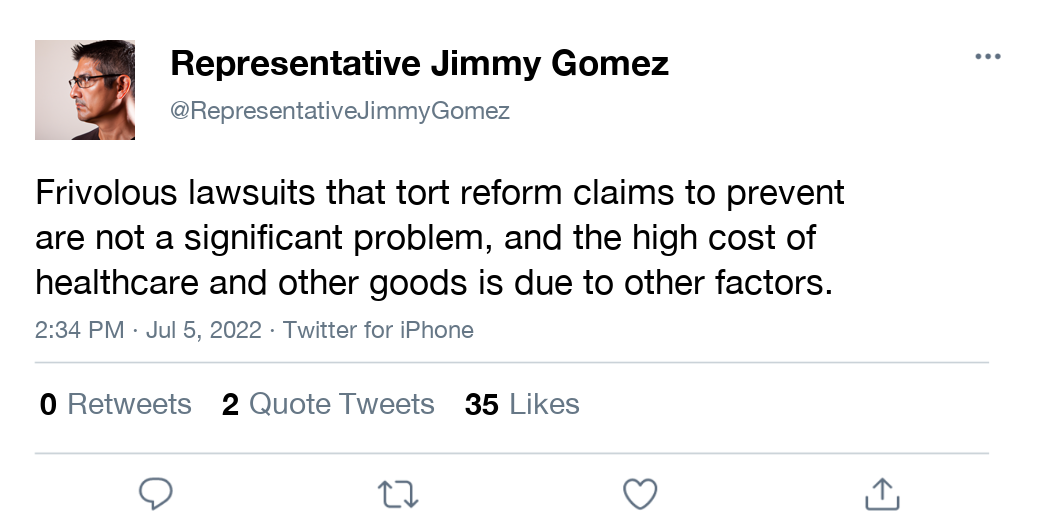 Representative Jimmy Gomez
@RepresentativeJimmyGomez
Frivolous lawsuits that tort reform claims to prevent
are not a significant problem, and the high cost of
healthcare and other goods is due to other factors.
2:34 PM · Jul 5, 2022 · Twitter for iPhone
0 Retweets 2 Quote Tweets 35 Likes